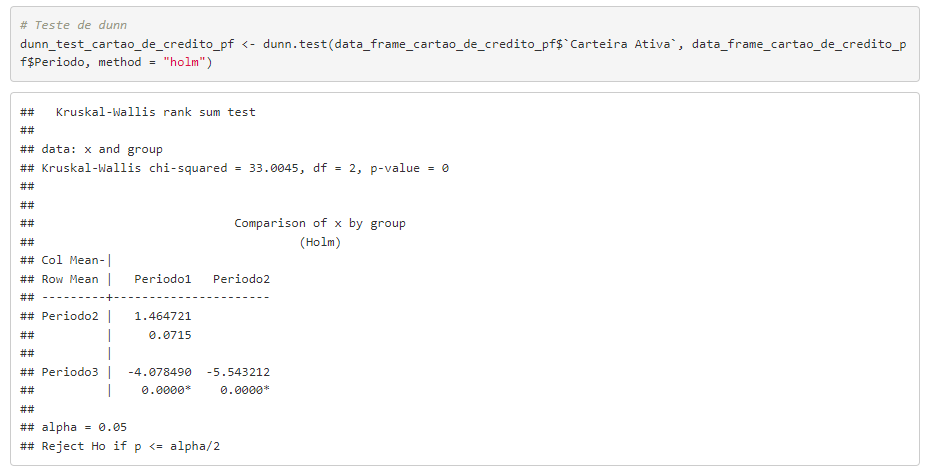 # Teste de dunn
dunn_test_cartao_de_credito_pf <- dunn.test(data_frame_cartao_de_credito_pf$`Carteira Ativa`, data_frame_cartao_de_credito_p
f$Periodo, method = "holm")
##   Kruskal-Wallis rank sum test
##
## data: x and group
## Kruskal-Wallis chi-squared = 33.0045, df = 2, p-value = 0
##
##
##                            Comparison of x by group
##                                     (Holm)
## Col Mean-|
## Row Mean |   Periodo1   Periodo2
## ---------+----------------------
## Periodo2 |   1.464721
##          |     0.0715
##          |
## Periodo3 |  -4.078490  -5.543212
##          |    0.0000*    0.0000*
##
## alpha = 0.05
## Reject Ho if p <= alpha/2